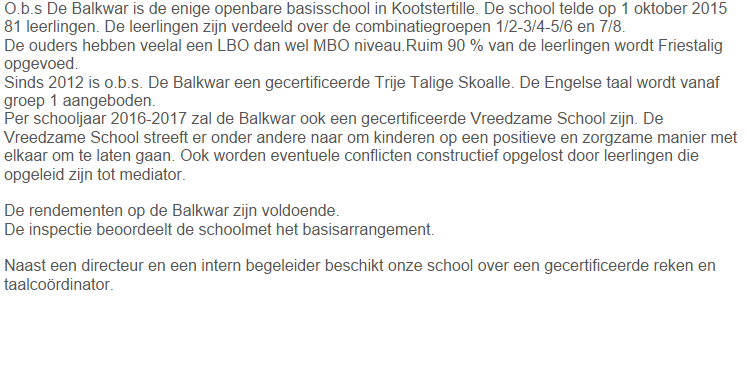 O.b.s De Balkwar is de enige openbare basisschool in Kootstertille. De school telde op 1 oktober 2015
81 leerlingen. De leerlingen zijn verdeeld over de combinatiegroepen 1/2-3/4-5/6 en 7/8.
De ouders hebben veelal een LBO dan wel MBO niveau.Ruim 90 % van de leerlingen wordt Friestalig
opgevoed.
Sinds 2012 is o.b.s. De Balkwar een gecertificeerde Trije Talige Skoalle. De Engelse taal wordt vanaf
groep 1 aangeboden.
Per schooljaar 2016-2017 zal de Balkwar ook een gecertificeerde Vreedzame School zijn. De
Vreedzame School streeft er onder andere naar om kinderen op een positieve en zorgzame manier met
elkaar om te laten gaan. Ook worden eventuele conflicten constructief opgelost door leerlingen die
opgeleid zijn tot mediator.
De rendementen op de Balkwar zijn voldoende.
De inspectie beoordeelt de schoolmet het basisarrangement.
Naast een directeur en een intern begeleider beschikt onze school over een gecertificeerde reken en
taalcoördinator.